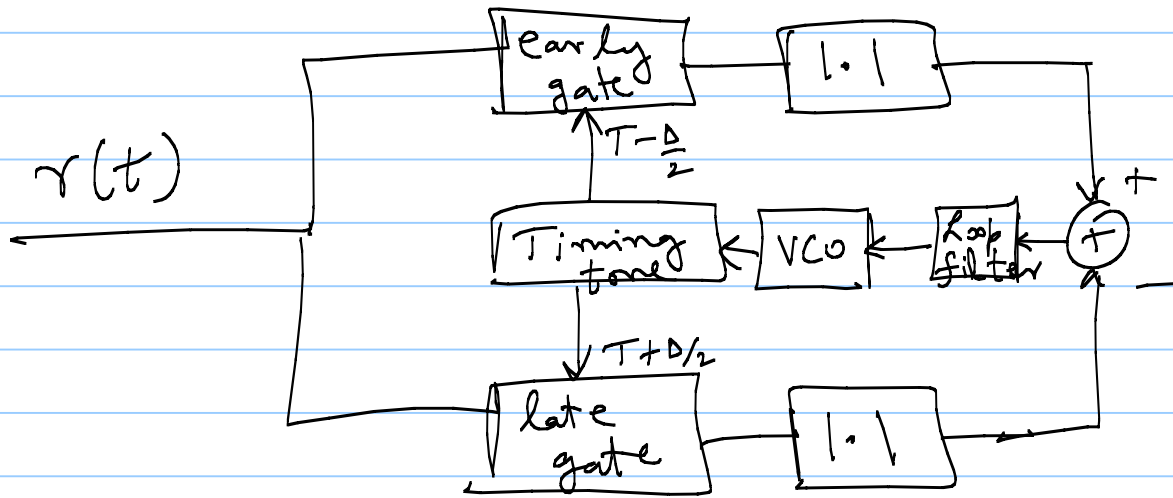 early
gate
|·|
T-Δ/2
r(t)
+
Timing
tone
VCO
Loop
filter
+
-
T+Δ/2
late
gate
|·|